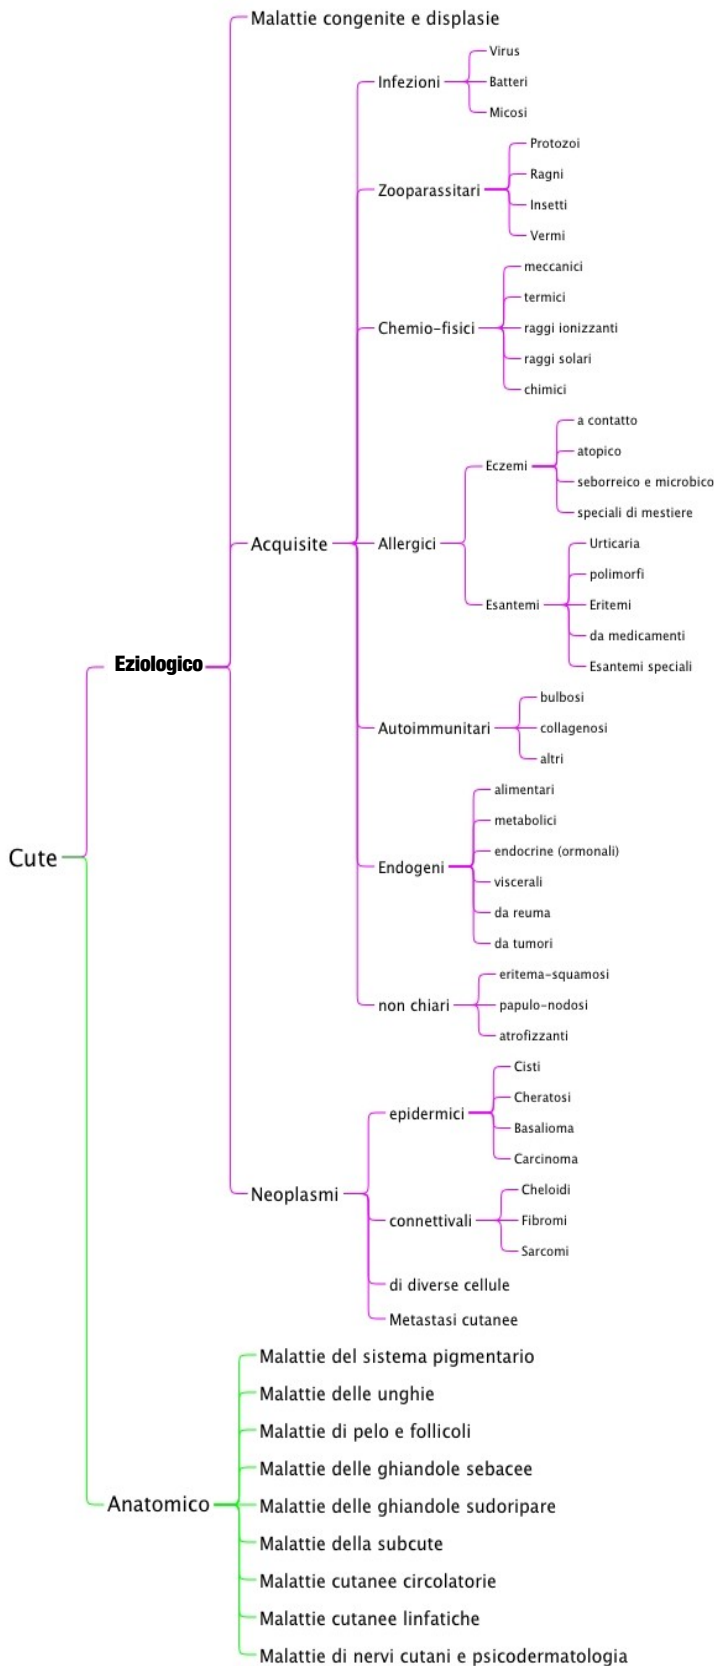 Malattie congenite e displasie
Virus
Infezioni
Batteri
Micosi
Protozoi
Ragni
Zooparassitari
Insetti
Vermi
meccanici
termici
Chemio-fisici
raggi ionizzanti
raggi solari
chimici
a contatto
atopico
Eczemi
seborreico e microbico
speciali di mestiere
Acquisite
Allergici
Urticaria
polimorfi
Esantemi
Eritemi
da medicamenti
Esantemi speciali
Eziologico
bulbosi
Autoimmunitari
collagenosi
altri
alimentari
metabolici
endocrine (ormonali)
Cute
Endogeni
viscerali
da reuma
da tumori
eritema-squamosi
non chiari
papulo-nodosi
atrofizzanti
Cisti
Cheratosi
epidermici
Basalioma
Carcinoma
Neoplasmi
Cheloidi
connettivali
Fibromi
Sarcomi
di diverse cellule
Metastasi cutanee
Malattie del sistema pigmentario
Malattie delle unghie
Malattie di pelo e follicoli
Malattie delle ghiandole sebacee
Anatomico
Malattie delle ghiandole sudoripare
Malattie della subcute
Malattie cutanee circolatorie
Malattie cutanee linfatiche
Malattie di nervi cutani e psicodermatologia